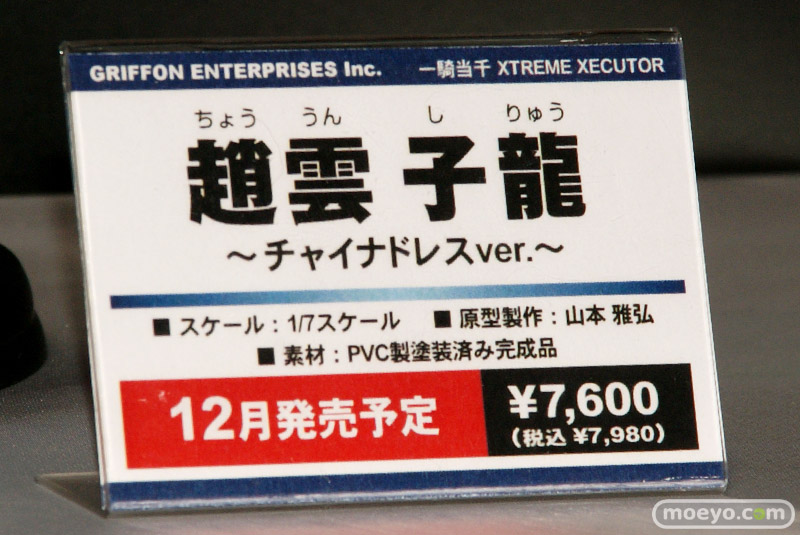 GRIFFON ENTERPRISES Inc. 一騎当千 XTREME XECUTOR
ちょう うん し りゅう
趙雲 子龍
～チャイナドレスver.～
■ スケール：1/7スケール ■ 原型製作：山本 雅弘
■ 素材：PVC製塗装済み完成品
12月発売予定
¥7,600
（税込 ¥7,980）
moeyo.com